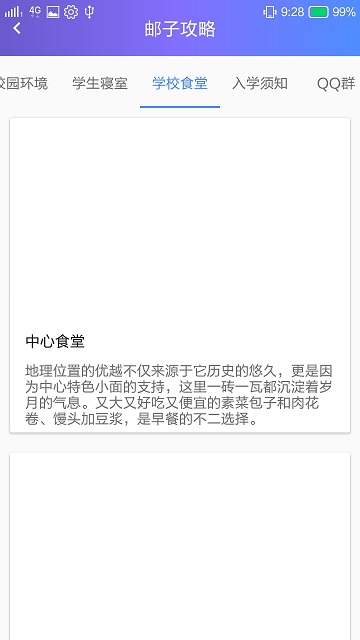 4G
9:28
99%
邮子攻略
校园环境 学生寝室 学校食堂 入学须知 QQ群
中心食堂
地理位置的优越不仅来源于它历史的悠久，更是因
为中心特色小面的支持，这里一砖一瓦都沉淀着岁
月的气息。又大又好吃又便宜的素菜包子和肉花
卷、馒头加豆浆，是早餐的不二选择。